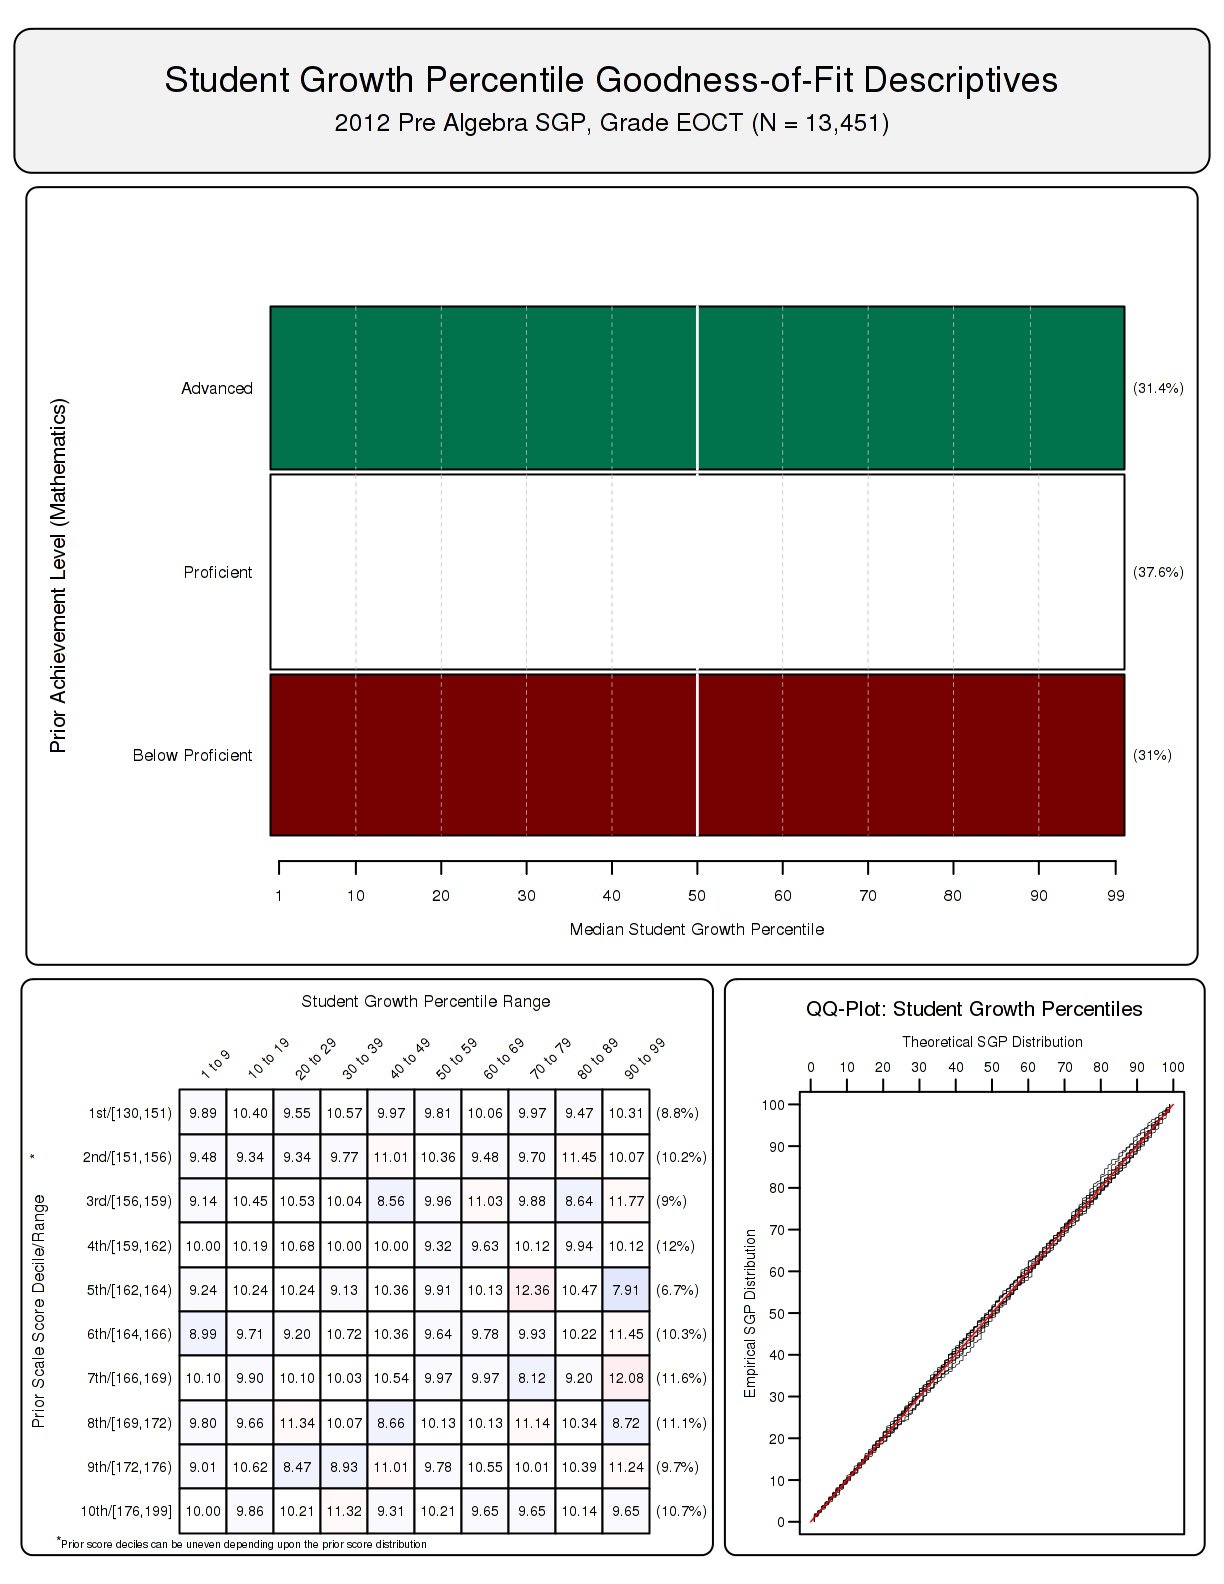 Student Growth Percentile Goodness-of-Fit Descriptives
2012 Pre Algebra SGP, Grade EOCT (N = 13,451)
Prior Achievement Level (Mathematics)
Advanced
(31.4%)
Proficient
(37.6%)
Below Proficient
(31%)
1 10 20 30 40 50 60 70 80 90 99
Median Student Growth Percentile
Student Growth Percentile Range
1 to 9 10 to 19 20 to 29 30 to 39 40 to 49 50 to 59 60 to 69 70 to 79 80 to 89 90 to 99
Prior Scale Score Decile/Range *
1st/[130,151) 9.89 10.40 9.55 10.57 9.97 9.81 10.06 9.97 9.47 10.31 (8.8%)
2nd/[151,156) 9.48 9.34 9.34 9.77 11.01 10.36 9.48 9.70 11.45 10.07 (10.2%)
3rd/[156,159) 9.14 10.45 10.53 10.04 8.56 9.96 11.03 9.88 8.64 11.77 (9%)
4th/[159,162) 10.00 10.19 10.68 10.00 10.00 9.32 9.63 10.12 9.94 10.12 (12%)
5th/[162,164) 9.24 10.24 10.24 9.13 10.36 9.91 10.13 12.36 10.47 7.91 (6.7%)
6th/[164,166) 8.99 9.71 9.20 10.72 10.36 9.64 9.78 9.93 10.22 11.45 (10.3%)
7th/[166,169) 10.10 9.90 10.10 10.03 10.54 9.97 9.97 8.12 9.20 12.08 (11.6%)
8th/[169,172) 9.80 9.66 11.34 10.07 8.66 10.13 10.13 11.14 10.34 8.72 (11.1%)
9th/[172,176) 9.01 10.62 8.47 8.93 11.01 9.78 10.55 10.01 10.39 11.24 (9.7%)
10th/[176,199] 10.00 9.86 10.21 11.32 9.31 10.21 9.65 9.65 10.14 9.65 (10.7%)
*Prior score deciles can be uneven depending upon the prior score distribution
QQ-Plot: Student Growth Percentiles
Theoretical SGP Distribution
0 10 20 30 40 50 60 70 80 90 100
Empirical SGP Distribution
100
90
80
70
60
50
40
30
20
10
0